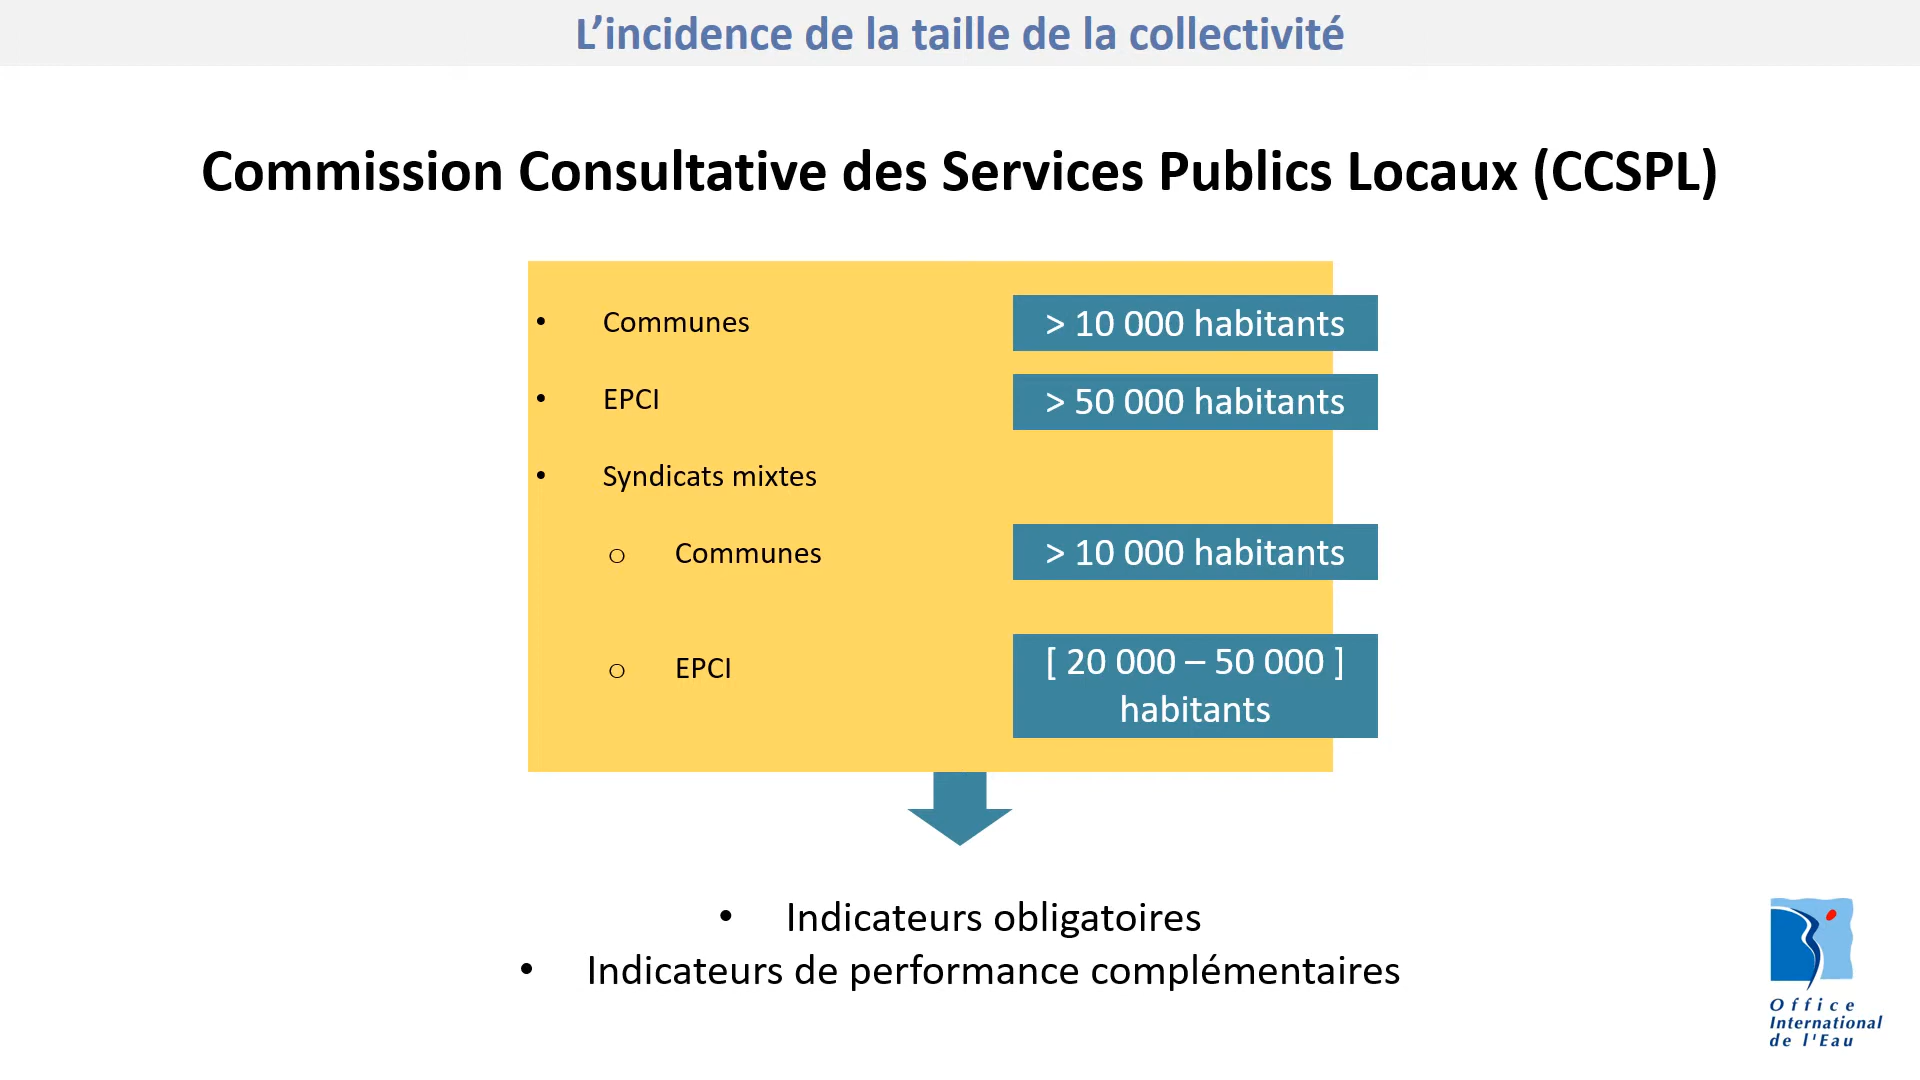 L’incidence de la taille de la collectivité
Commission Consultative des Services Publics Locaux (CCSPL)
• Communes > 10 000 habitants
• EPCI > 50 000 habitants
• Syndicats mixtes
o Communes > 10 000 habitants
o EPCI [ 20 000 – 50 000 ]
habitants
• Indicateurs obligatoires
• Indicateurs de performance complémentaires
Office
International
de l'Eau